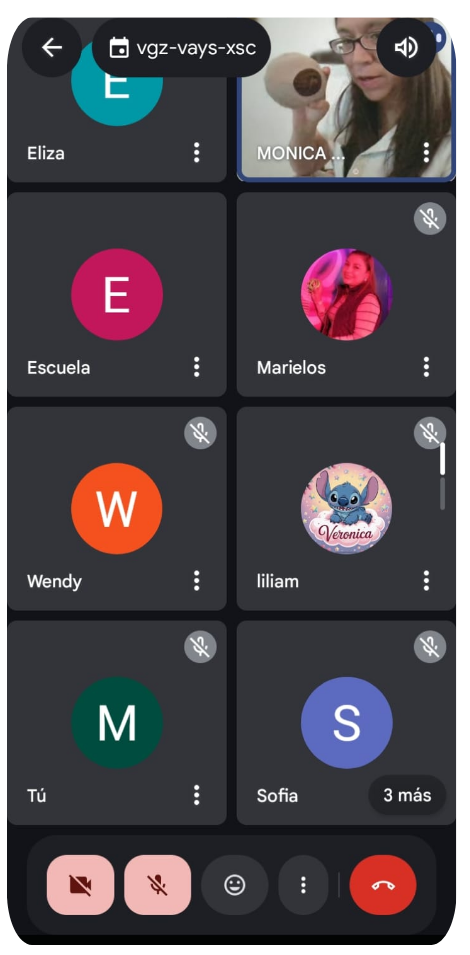 vgz-vays-xsc
E
Eliza
MONICA ...
E
Escuela
Marielos
W
Wendy
Veronica
liliam
M
Tú
S
Sofia
3 más